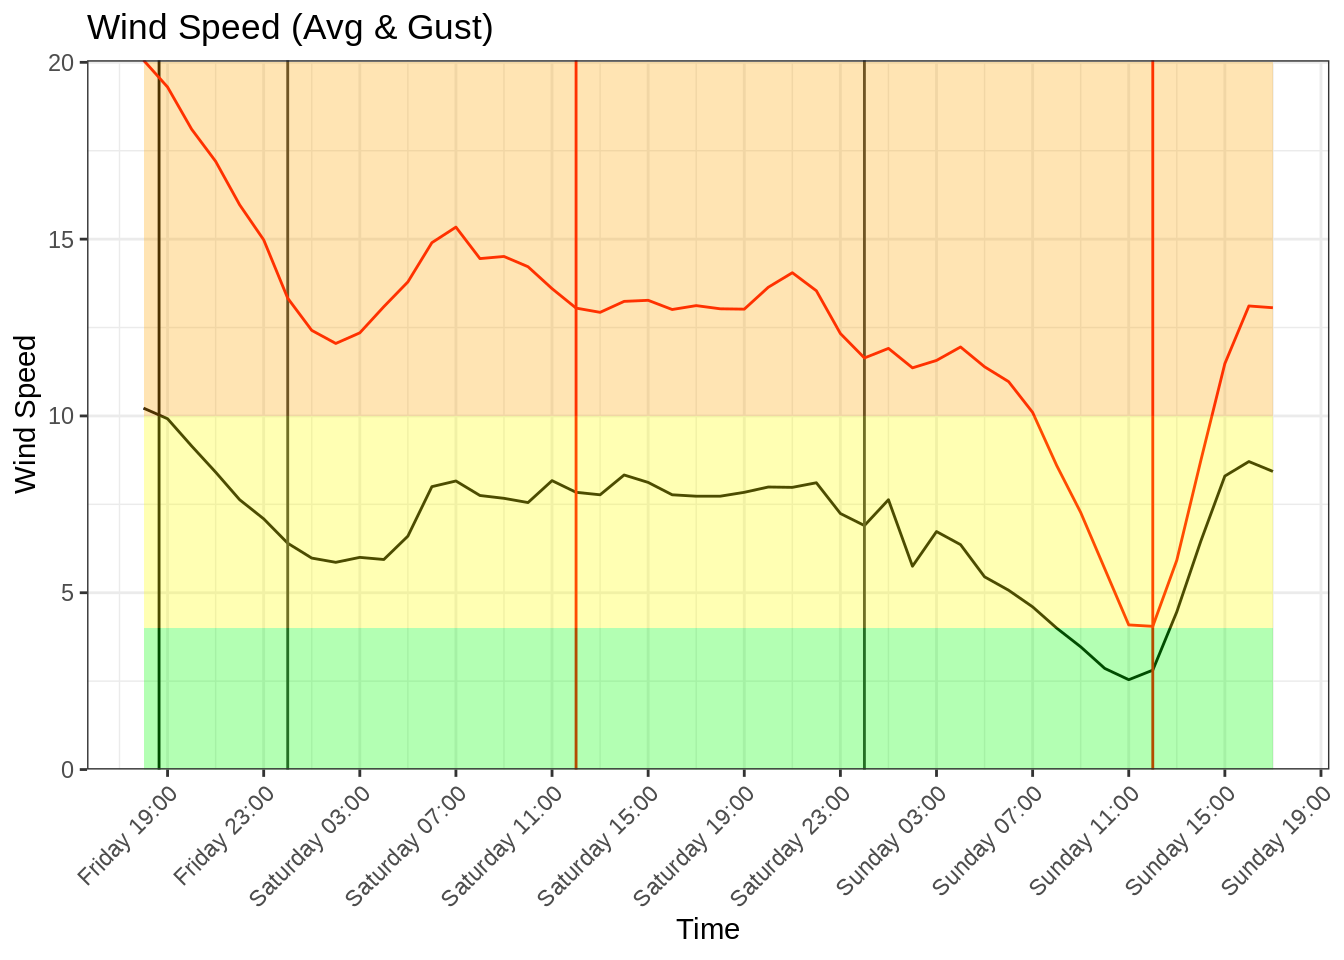 Wind Speed (Avg & Gust)
20
15
10
5
0
Wind Speed
Friday 19:00
Friday 23:00
Saturday 03:00
Saturday 07:00
Saturday 11:00
Saturday 15:00
Saturday 19:00
Saturday 23:00
Sunday 03:00
Sunday 07:00
Sunday 11:00
Sunday 15:00
Sunday 19:00
Time